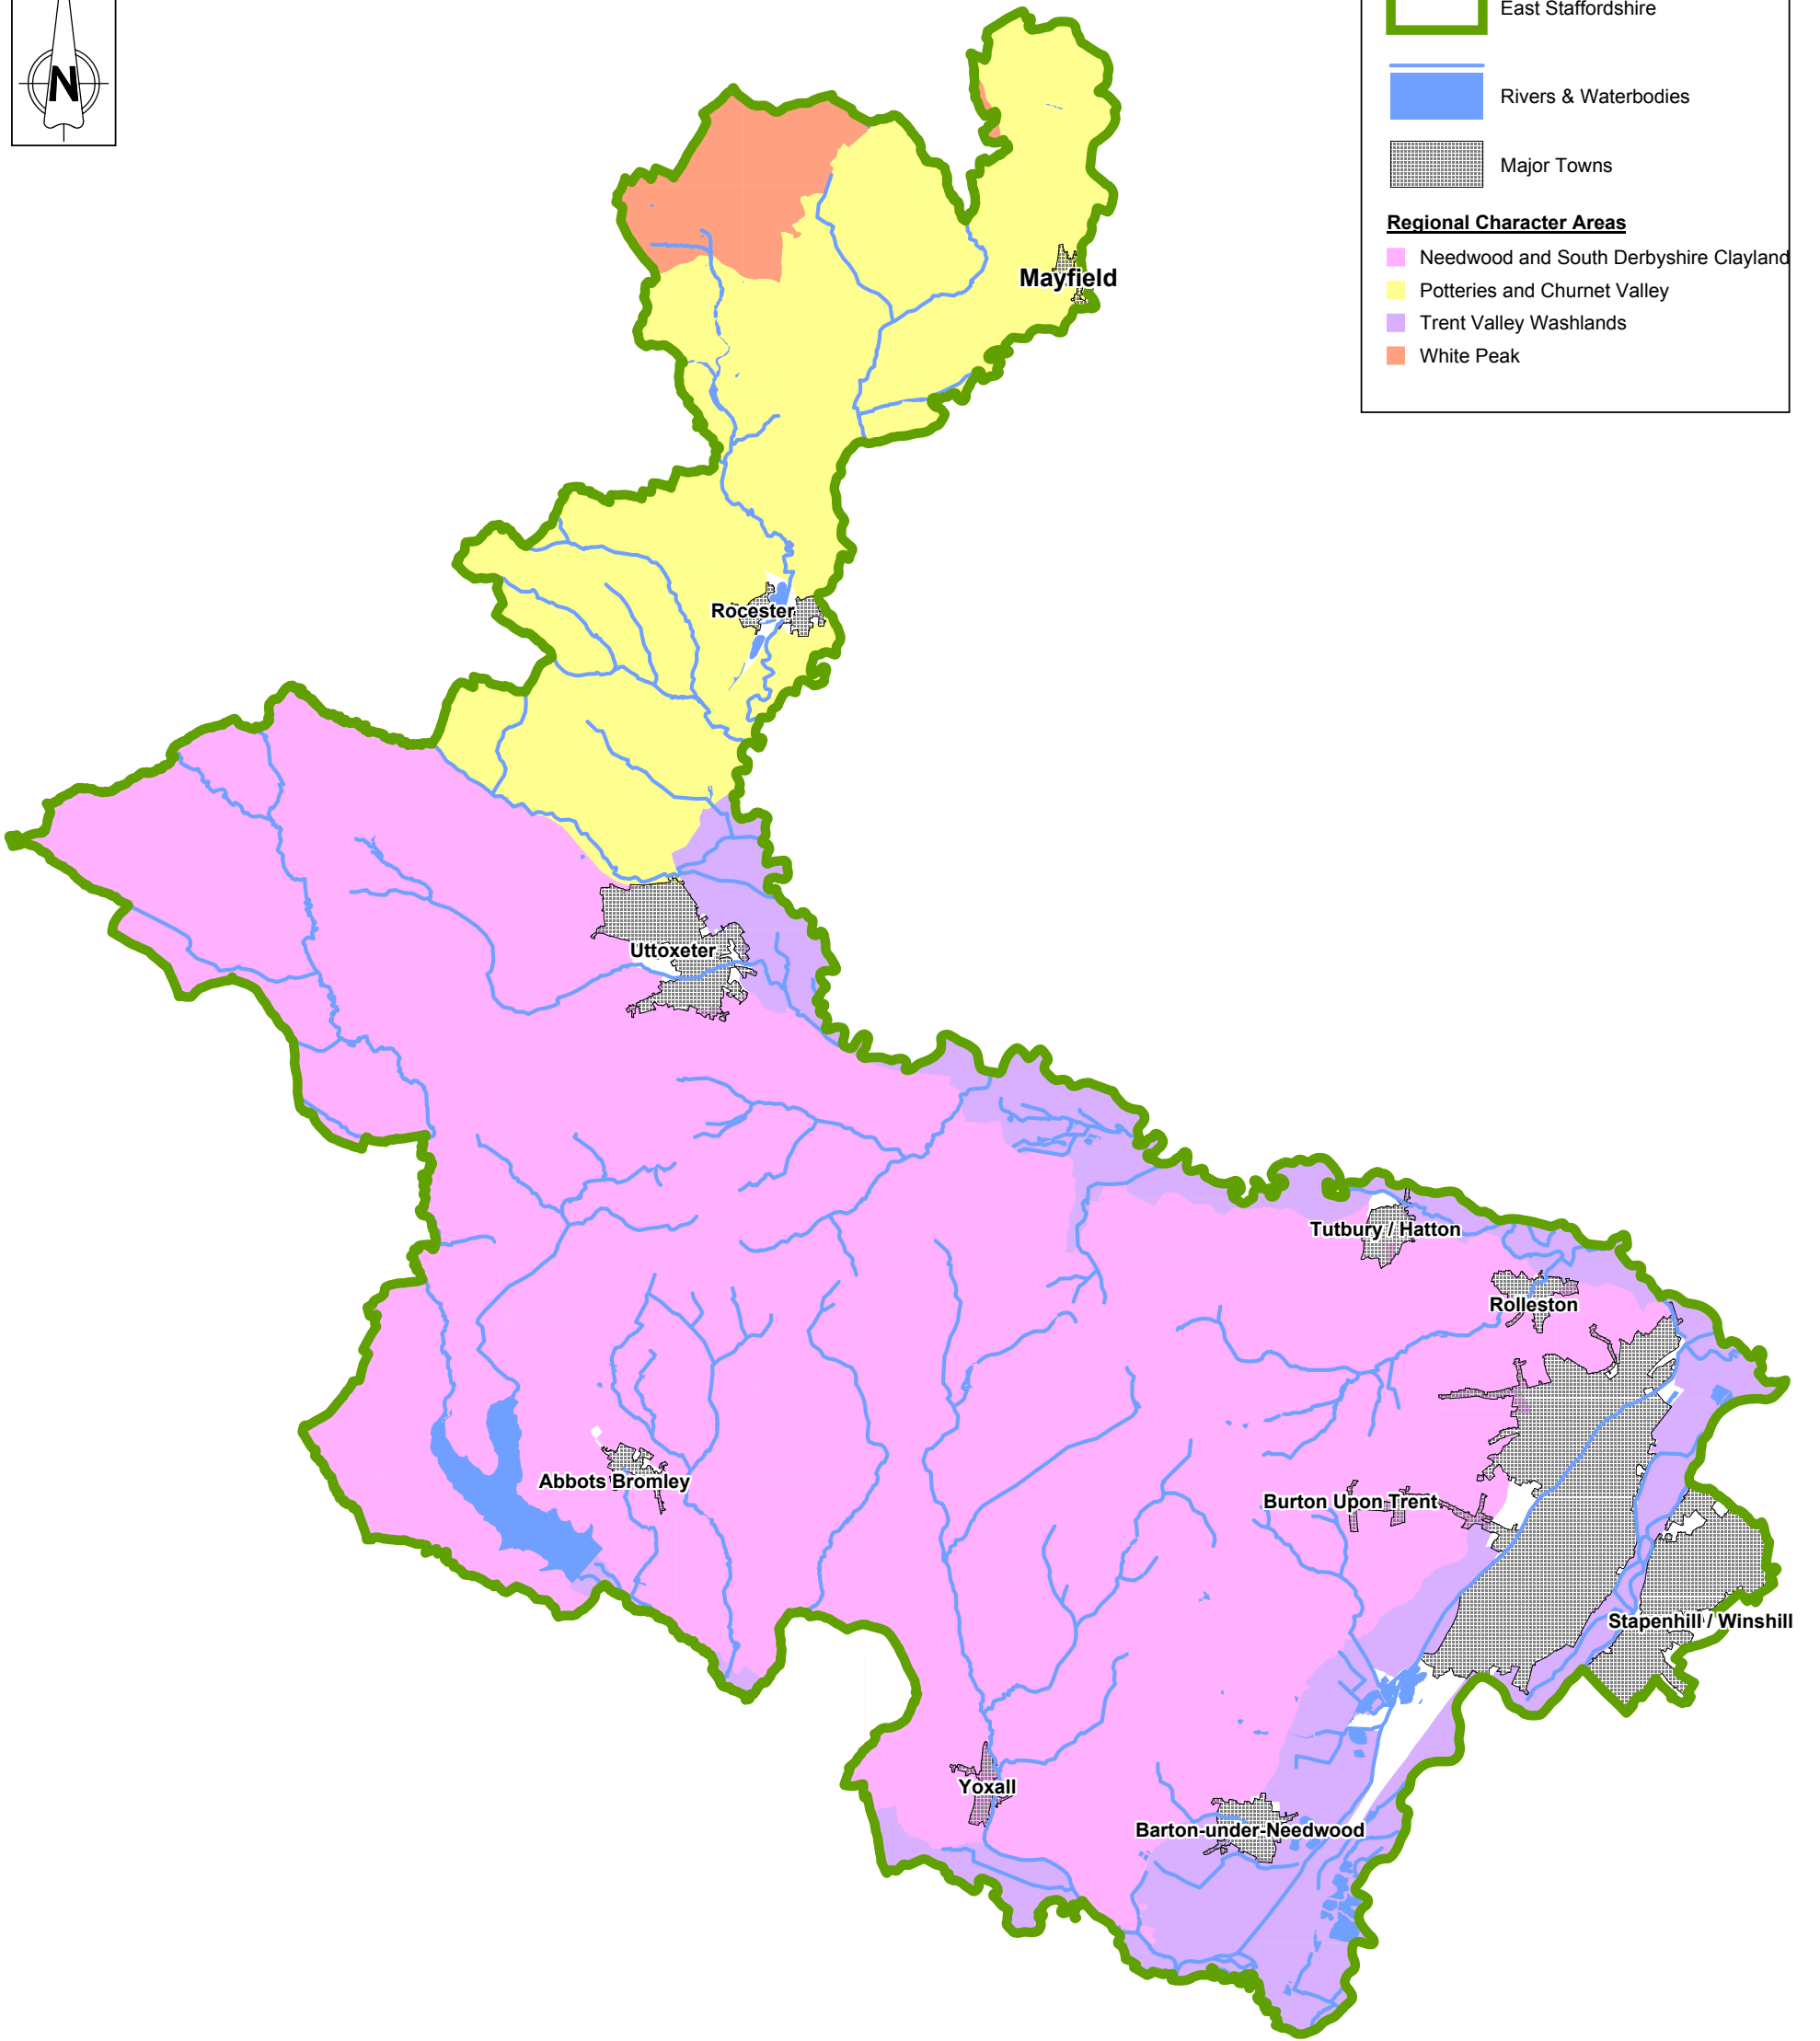 N
East Staffordshire
Rivers & Waterbodies
Major Towns
Regional Character Areas
Needwood and South Derbyshire Clayland
Potteries and Churnet Valley
Trent Valley Washlands
White Peak
Mayfield
Rocester
Uttoxeter
Tutbury / Hatton
Rolleston
Abbots Bromley
Burton Upon Trent
Stapenhill / Winshill
Yoxall
Barton-under-Needwood